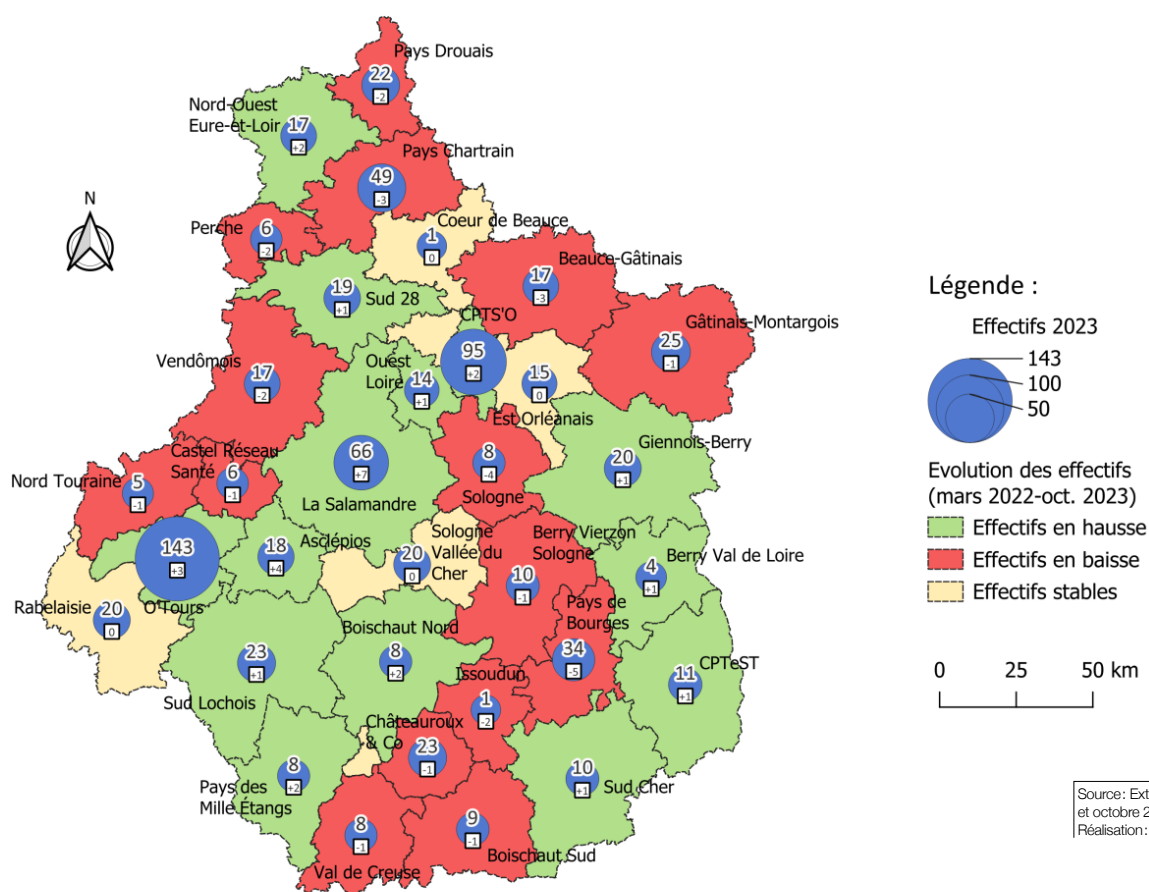 Pays Drouais
22
-2
Nord-Ouest
Eure-et-Loir
17
+2
Pays Chartrain
49
-3
N
Perche
6
-2
Coeur de Beauce
1
0
Beauce-Gâtinais
17
-3
19
+1
Sud 28
CPTS'O
95
+2
Gâtinais-Montargois
25
-1
Vendômois
17
-2
Ouest
Loire
14
+1
15
0
Est Orléanais
Giennois-Berry
20
+1
Castel Réseau
Santé
6
-1
66
+7
La Salamandre
8
-4
Sologne
Nord Touraine
5
-1
143
+3
O'Tours
Asclépios
18
+4
Sologne
Vallée du
Cher
20
0
Berry Vierzon
Sologne
10
-1
Berry Val de Loire
4
+1
Rabelaisie
20
0
Pays de
Bourges
34
-5
Boischaut Nord
8
+2
23
+1
Sud Lochois
Issoudun
1
-2
CPTeST
11
+1
Châteauroux
& Co
23
-1
Pays des
Mille Étangs
8
+2
10
+1
Sud Cher
8
-1
Val de Creuse
9
-1
Boischaut Sud
Légende :
Effectifs 2023
143
100
50
Evolution des effectifs
(mars 2022-oct. 2023)
Effectifs en hausse
Effectifs en baisse
Effectifs stables
0 25 50 km
Source: Ext
et octobre 2
Réalisation: